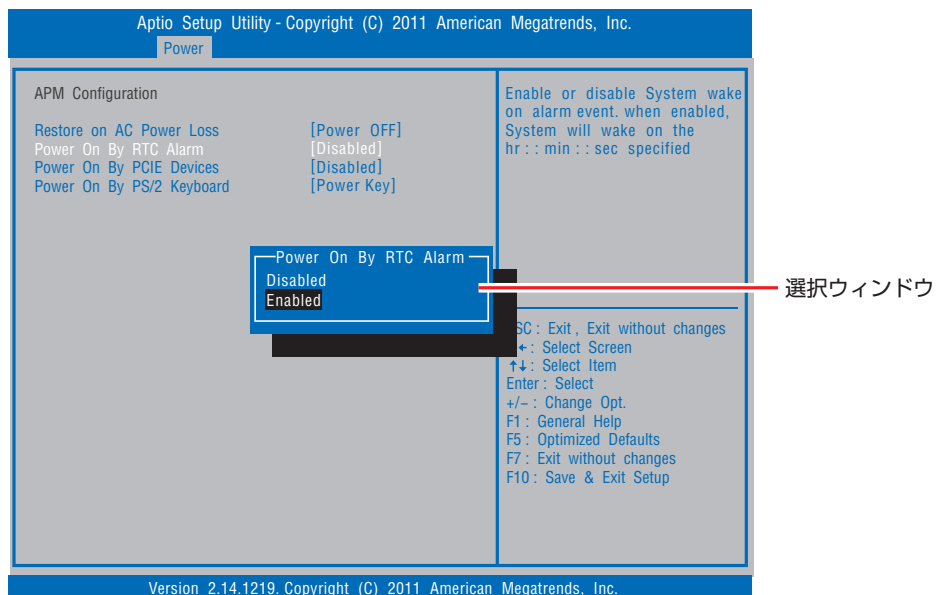 Aptio Setup Utility - Copyright (C) 2011 American Megatrends, Inc.
Power
APM Configuration
Restore on AC Power Loss [Power OFF]
Power On By RTC Alarm [Disabled]
Power On By PCIE Devices [Disabled]
Power On By PS/2 Keyboard [Power Key]
Enable or disable System wake
on alarm event. when enabled,
System will wake on the
hr : : min : : sec specified
Power On By RTC Alarm
Disabled
Enabled
選択ウィンドウ
SC : Exit , Exit without changes
←: Select Screen
↑↓: Select Item
Enter : Select
+/− : Change Opt.
F1 : General Help
F5 : Optimized Defaults
F7 : Exit without changes
F10 : Save & Exit Setup
Version 2.14.1219. Copyright (C) 2011 American Megatrends, Inc.